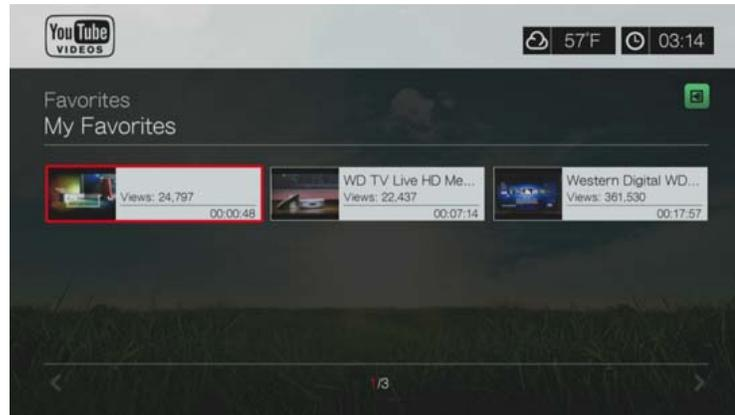 You Tube
VIDEOS
57°F
03:14
Favorites
My Favorites
Views: 24,797
00:00:48
WD TV Live HD Me...
Views: 22,437
00:07:14
Western Digital WD...
Views: 361,530
00:17:57
1/3